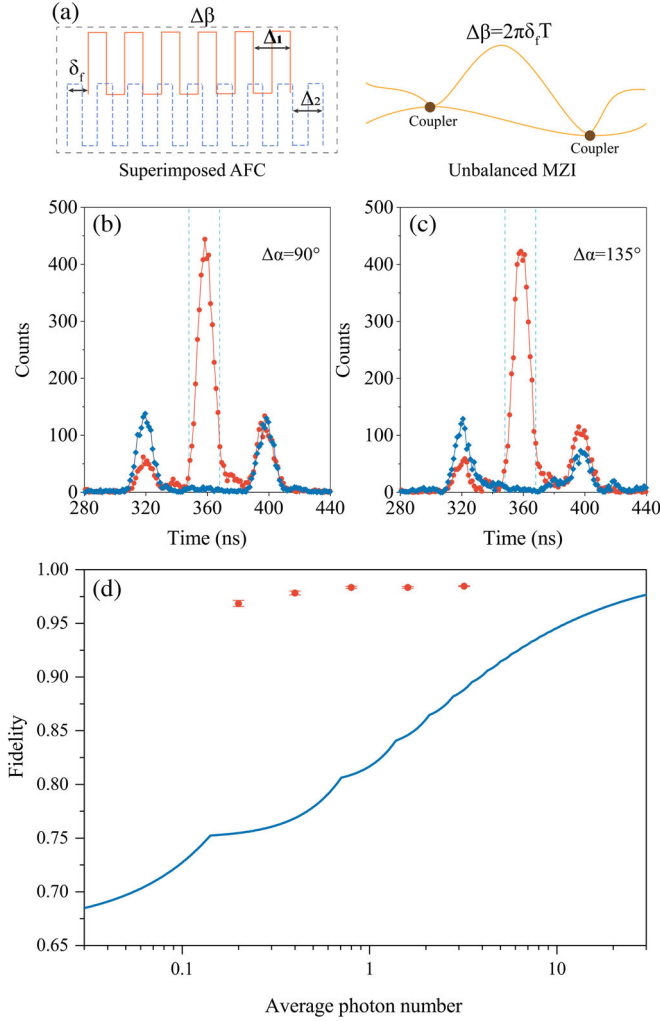 (a)
Δβ
Δ1
δf
Δ2
Superimposed AFC
Δβ=2πδfT
Coupler
Coupler
Unbalanced MZI
(b)
Δα=90°
500
400
300
200
100
0
Counts
280 320 360 400 440
Time (ns)
(c)
Δα=135°
500
400
300
200
100
0
Counts
280 320 360 400 440
Time (ns)
(d)
1.00
0.95
0.90
0.85
0.80
0.75
0.70
0.65
Fidelity
0.1 1 10
Average photon number